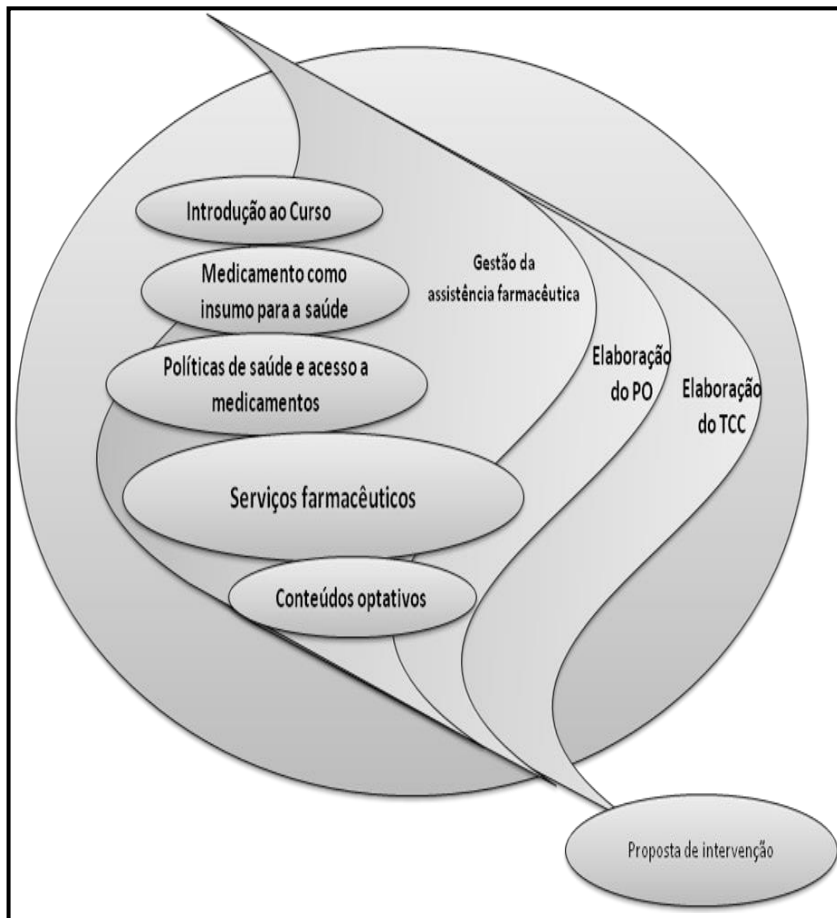 Introdução ao Curso
Medicamento como
insumo para a saúde
Políticas de saúde e acesso a
medicamentos
Serviços farmacêuticos
Conteúdos optativos
Gestão da
assistência farmacêutica
Elaboração
do PO
Elaboração
do TCC
Proposta de intervenção